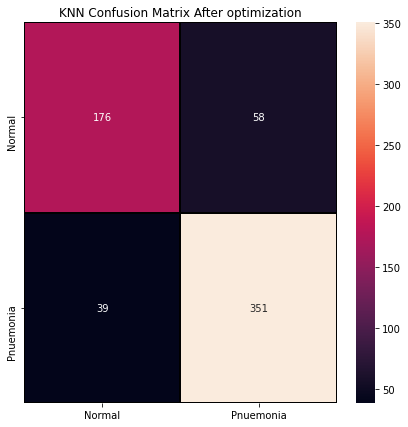 KNN Confusion Matrix After optimization
Normal
176
58
Pnuemonia
39
351
Normal
Pnuemonia
350
300
250
200
150
100
50